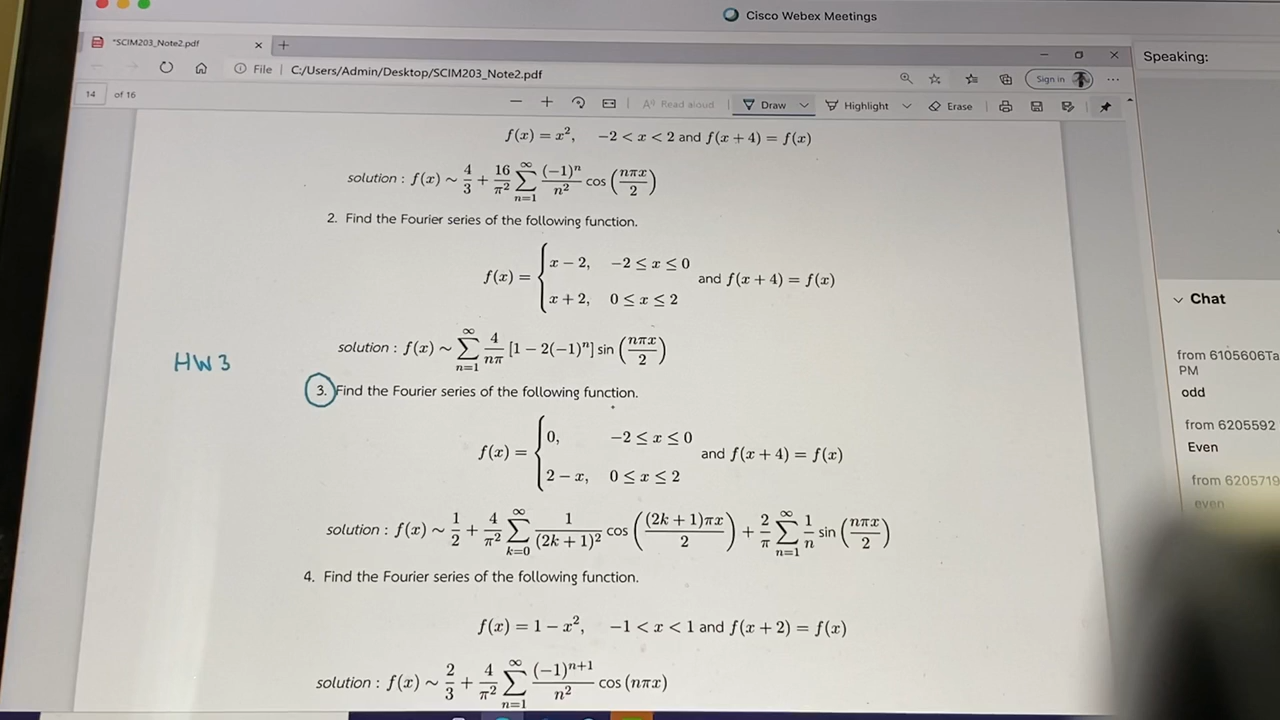 Cisco Webex Meetings
*SCIM203_Note2.pdf × +
File | C:/Users/Admin/Desktop/SCIM203_Note2.pdf
Sign in
Speaking:
14 of 16
Read aloud Draw Highlight Erase
f(x) = x², −2 < x < 2 and f(x + 4) = f(x)
solution : f(x) ~ 4/3 + 16/π² ∑_{n=1}^{∞} (−1)ⁿ/n² cos (nπx/2)
2. Find the Fourier series of the following function.
f(x) = { x − 2, −2 ≤ x ≤ 0
x + 2, 0 ≤ x ≤ 2
and f(x + 4) = f(x)
solution : f(x) ~ ∑_{n=1}^{∞} 4/nπ [1 − 2(−1)ⁿ] sin (nπx/2)
HW 3
3. Find the Fourier series of the following function.
f(x) = { 0, −2 ≤ x ≤ 0
2 − x, 0 ≤ x ≤ 2
and f(x + 4) = f(x)
solution : f(x) ~ 1/2 + 4/π² ∑_{k=0}^{∞} 1/(2k + 1)² cos ((2k + 1)πx/2) + 2/π ∑_{n=1}^{∞} 1/n sin (nπx/2)
4. Find the Fourier series of the following function.
f(x) = 1 − x², −1 < x < 1 and f(x + 2) = f(x)
solution : f(x) ~ 2/3 + 4/π² ∑_{n=1}^{∞} (−1)ⁿ⁺¹/n² cos (nπx)
Chat
from 6105606Ta
PM
odd
from 6205592
Even
from 6205719
even